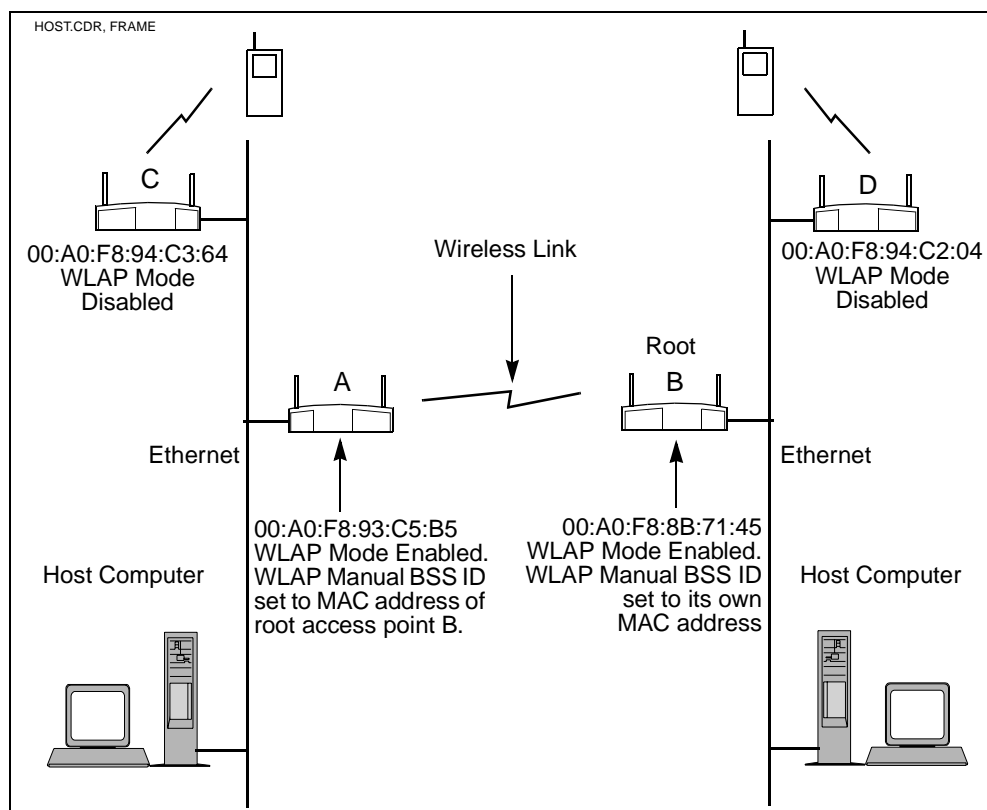 HOST.CDR, FRAME
C
00:A0:F8:94:C3:64
WLAP Mode
Disabled
D
00:A0:F8:94:C2:04
WLAP Mode
Disabled
Wireless Link
A
Root
B
Ethernet
Ethernet
00:A0:F8:93:C5:B5
WLAP Mode Enabled.
WLAP Manual BSS ID
set to MAC address of
root access point B.
00:A0:F8:8B:71:45
WLAP Mode Enabled.
WLAP Manual BSS ID
set to its own
MAC address
Host Computer
Host Computer